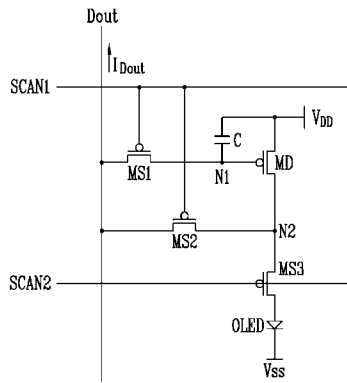 Dout
I_Dout
SCAN1
V_DD
C
MS1
N1
MD
MS2
N2
MS3
SCAN2
OLED
Vss